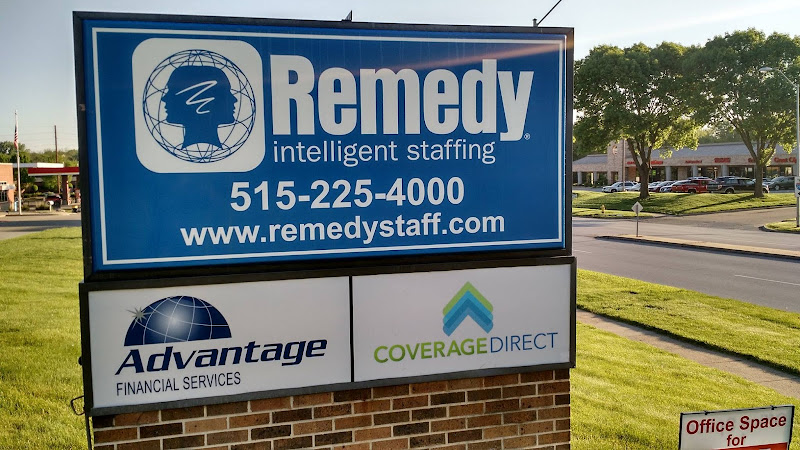 Remedy®
intelligent staffing
515-225-4000
www.remedystaff.com
Advantage
FINANCIAL SERVICES
COVERAGEDIRECT
Office Space
for